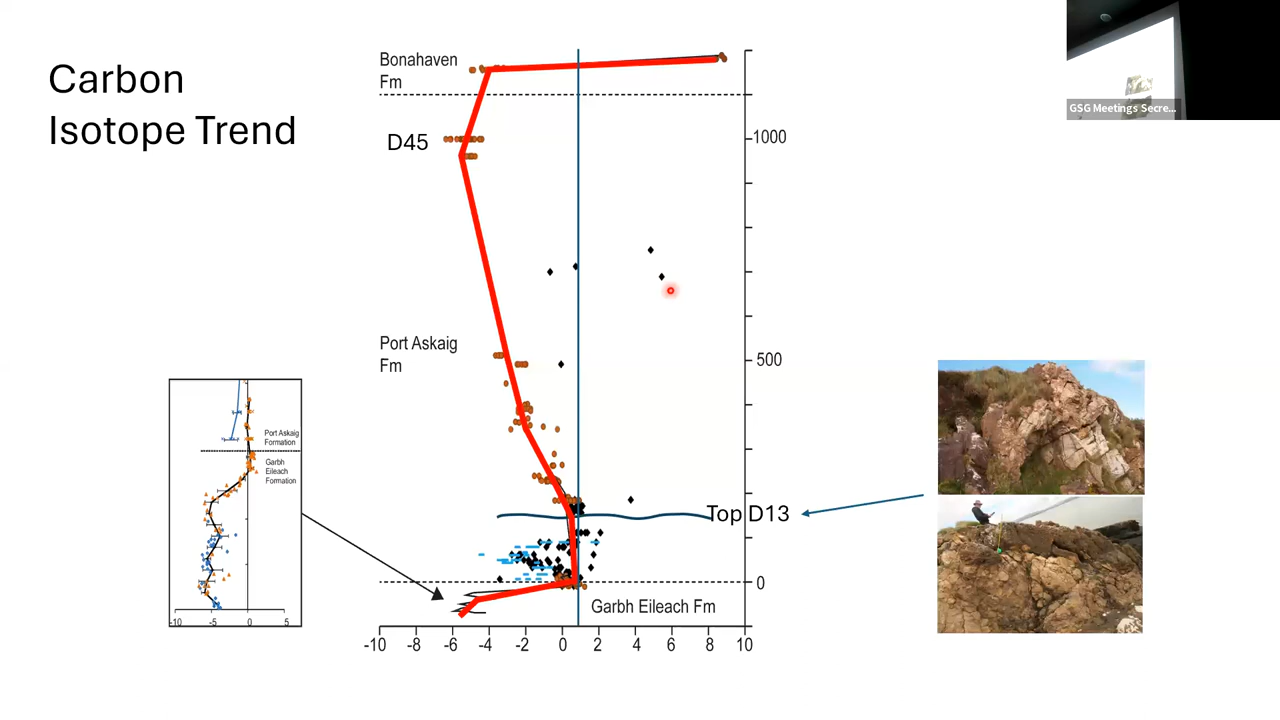 Carbon
Isotope Trend
Bonahaven
Fm
D45
1000
Port Askaig
Fm
500
Top D13
0
Garbh Eileach Fm
-10 -8 -6 -4 -2 0 2 4 6 8 10
Port Askaig
Formation
Garbh
Eileach
Formation
-10 -5 0 5
GSG Meetings Secre...